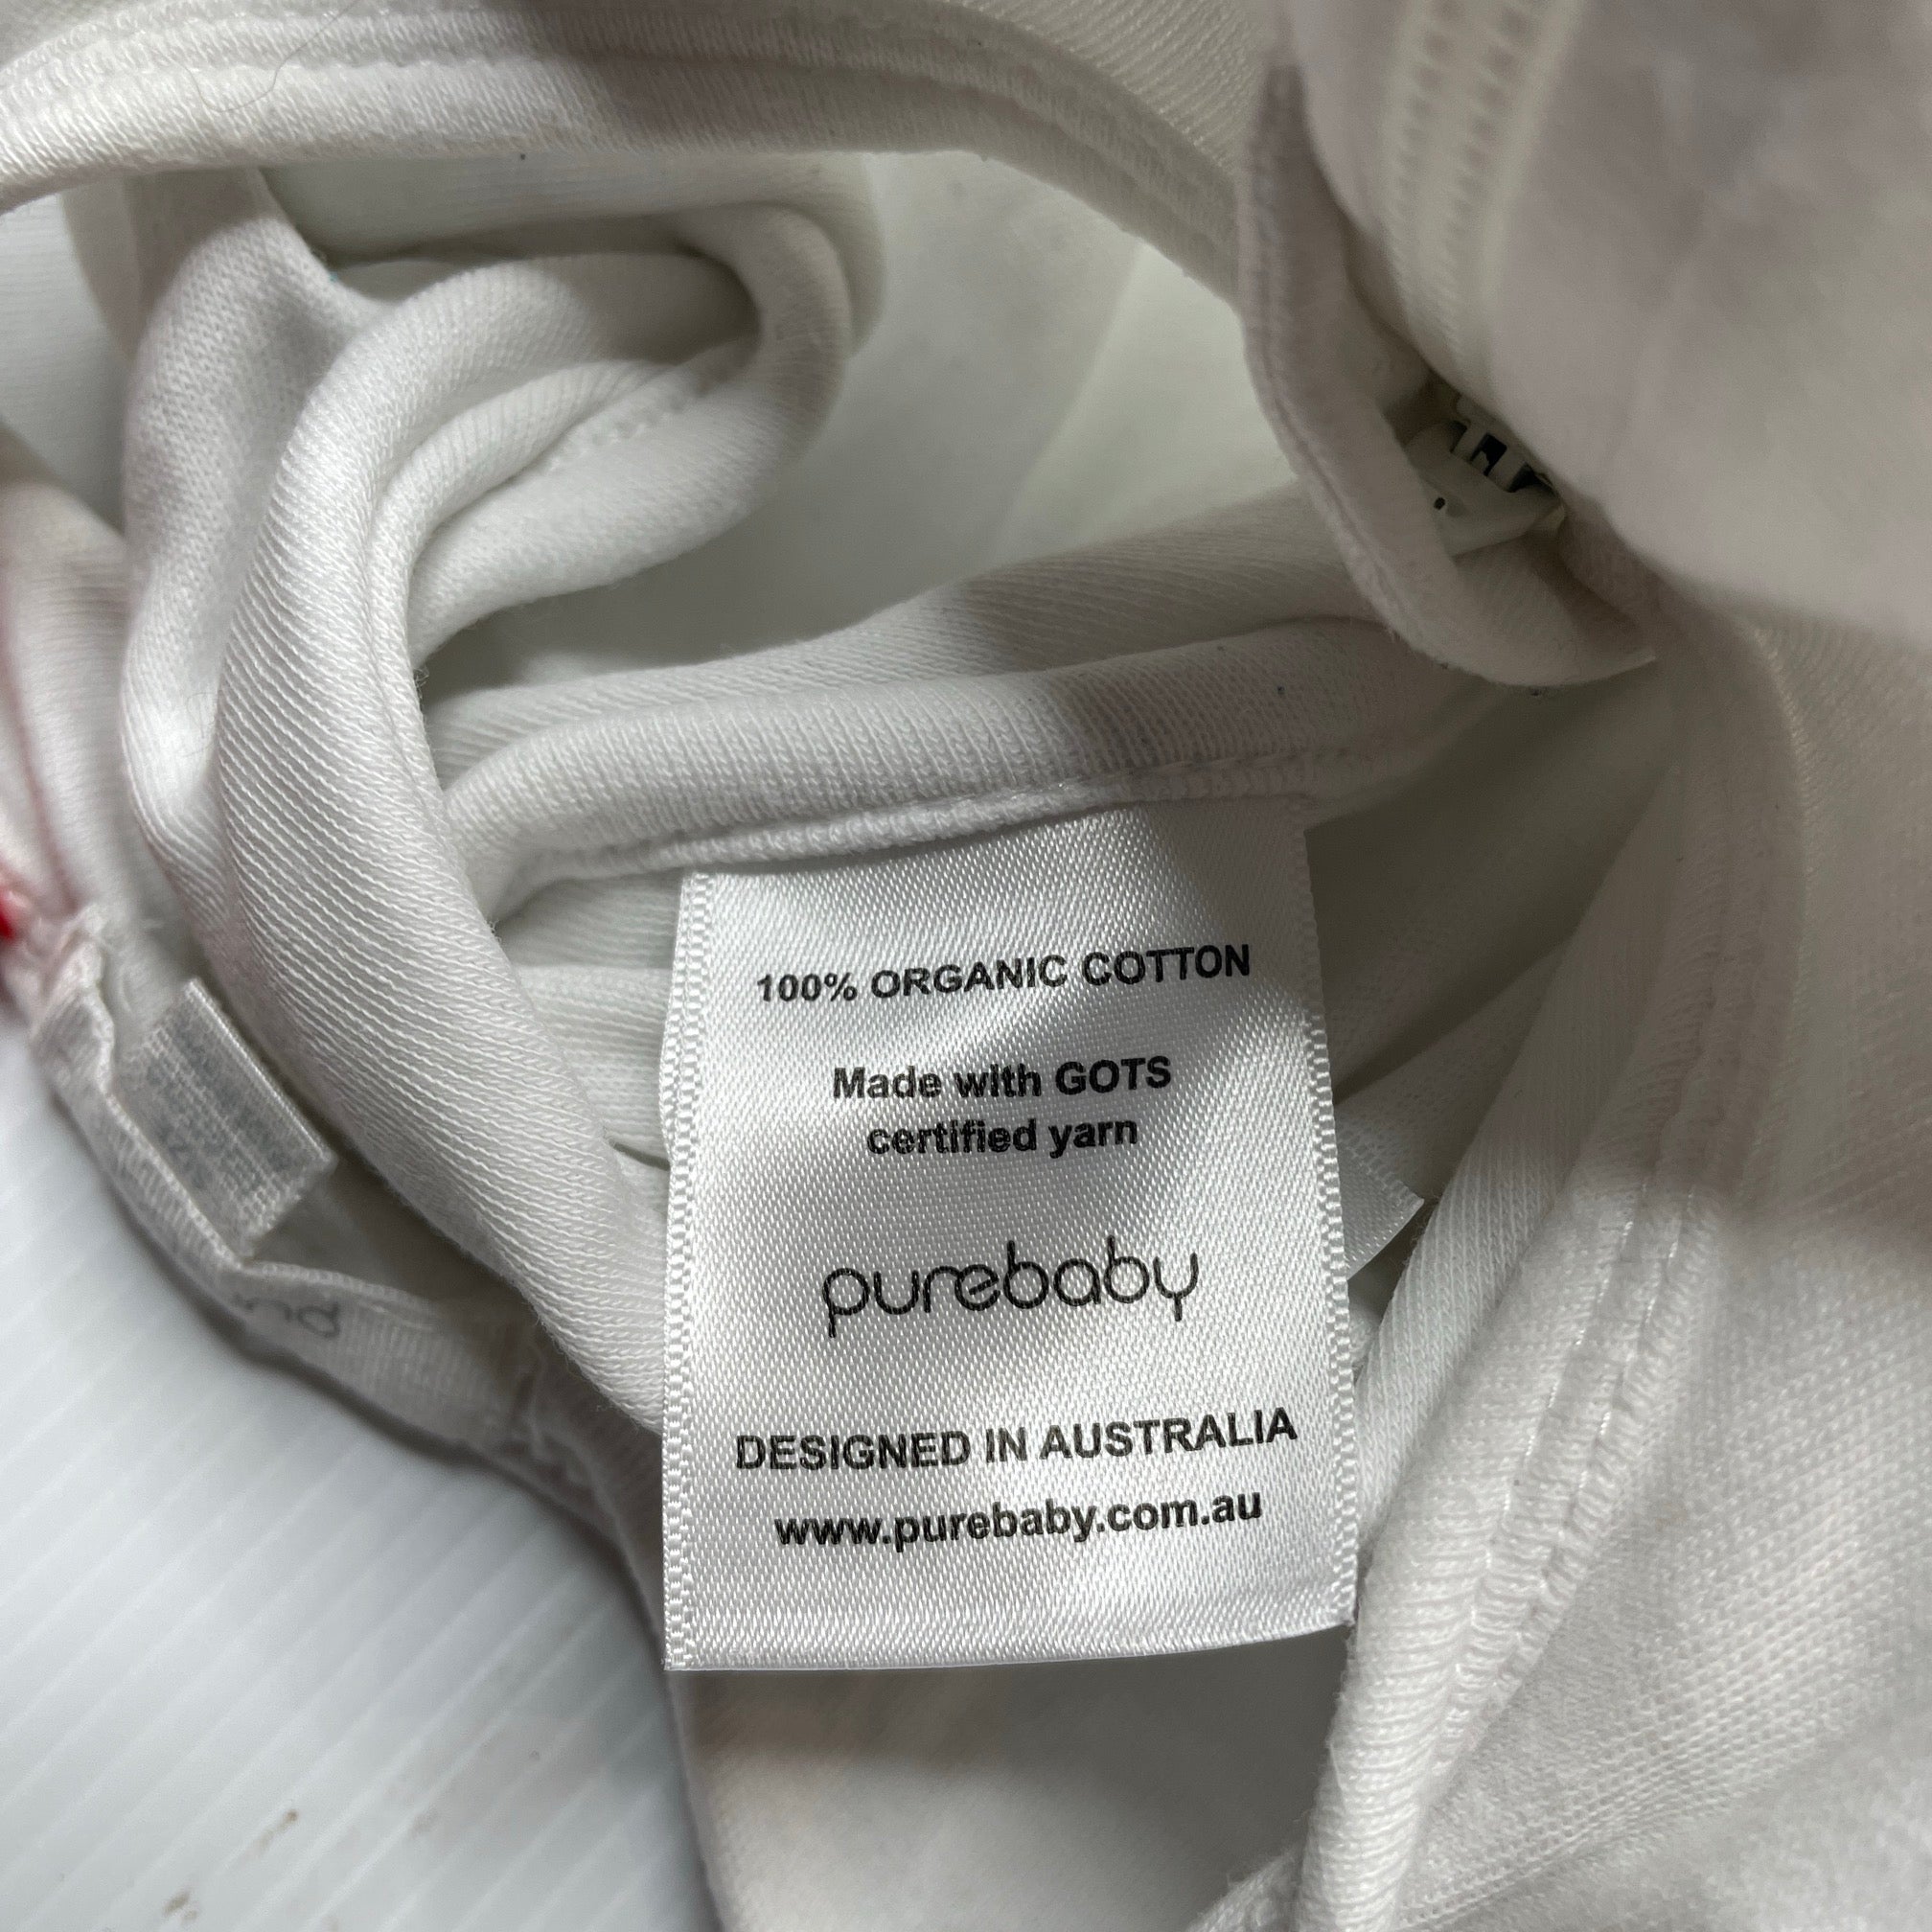 100% ORGANIC COTTON
Made with GOTS
certified yarn
purebaby
DESIGNED IN AUSTRALIA
www.purebaby.com.au